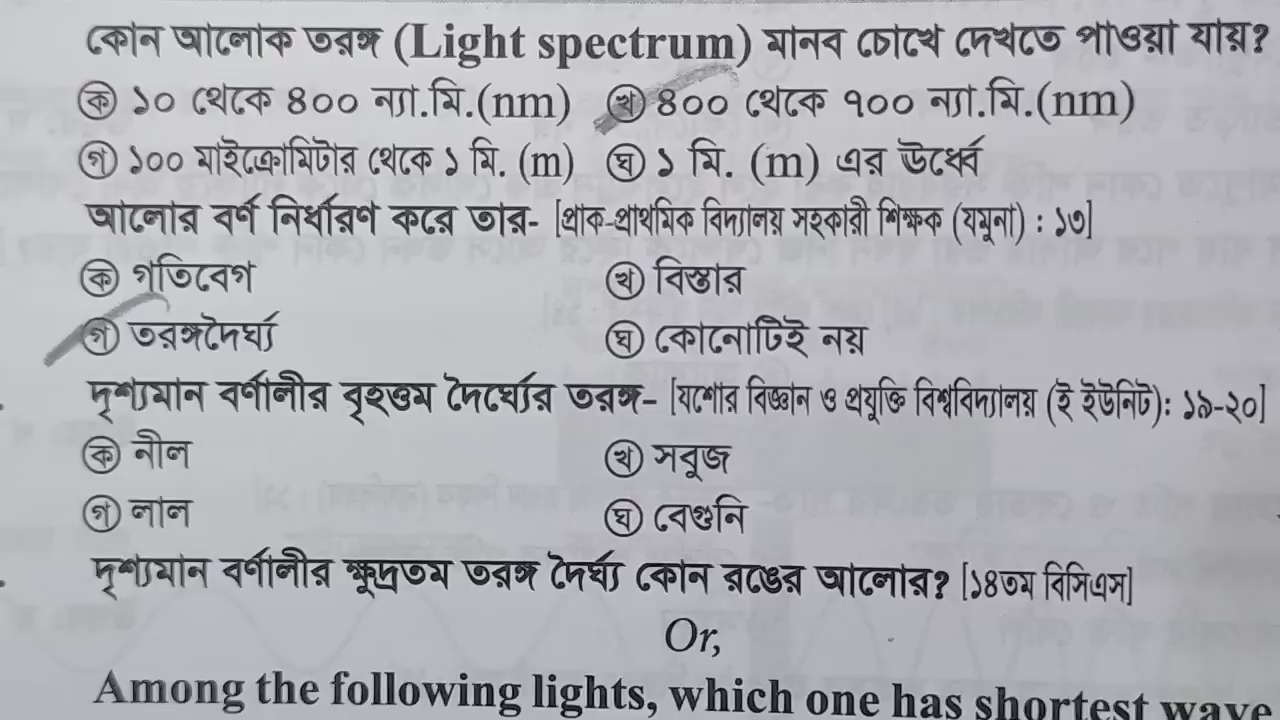 কোন আলোক তরঙ্গ (Light spectrum) মানব চোখে দেখতে পাওয়া যায়?
ক ১০ থেকে ৪০০ ন্যা.মি.(nm) খ ৪০০ থেকে ৭০০ ন্যা.মি.(nm)
গ ১০০ মাইক্রোমিটার থেকে ১ মি. (m) ঘ ১ মি. (m) এর ঊর্ধ্বে
আলোর বর্ণ নির্ধারণ করে তার- [প্রাক-প্রাথমিক বিদ্যালয় সহকারী শিক্ষক (যমুনা) : ১৩]
ক গতিবেগ খ বিস্তার
গ তরঙ্গদৈর্ঘ্য ঘ কোনোটিই নয়
দৃশ্যমান বর্ণালীর বৃহত্তম দৈর্ঘ্যের তরঙ্গ- [যশোর বিজ্ঞান ও প্রযুক্তি বিশ্ববিদ্যালয় (ই ইউনিট): ১৯-২০]
ক নীল খ সবুজ
গ লাল ঘ বেগুনি
দৃশ্যমান বর্ণালীর ক্ষুদ্রতম তরঙ্গ দৈর্ঘ্য কোন রঙের আলোর? [১৪তম বিসিএস]
Or,
Among the following lights, which one has shortest wave